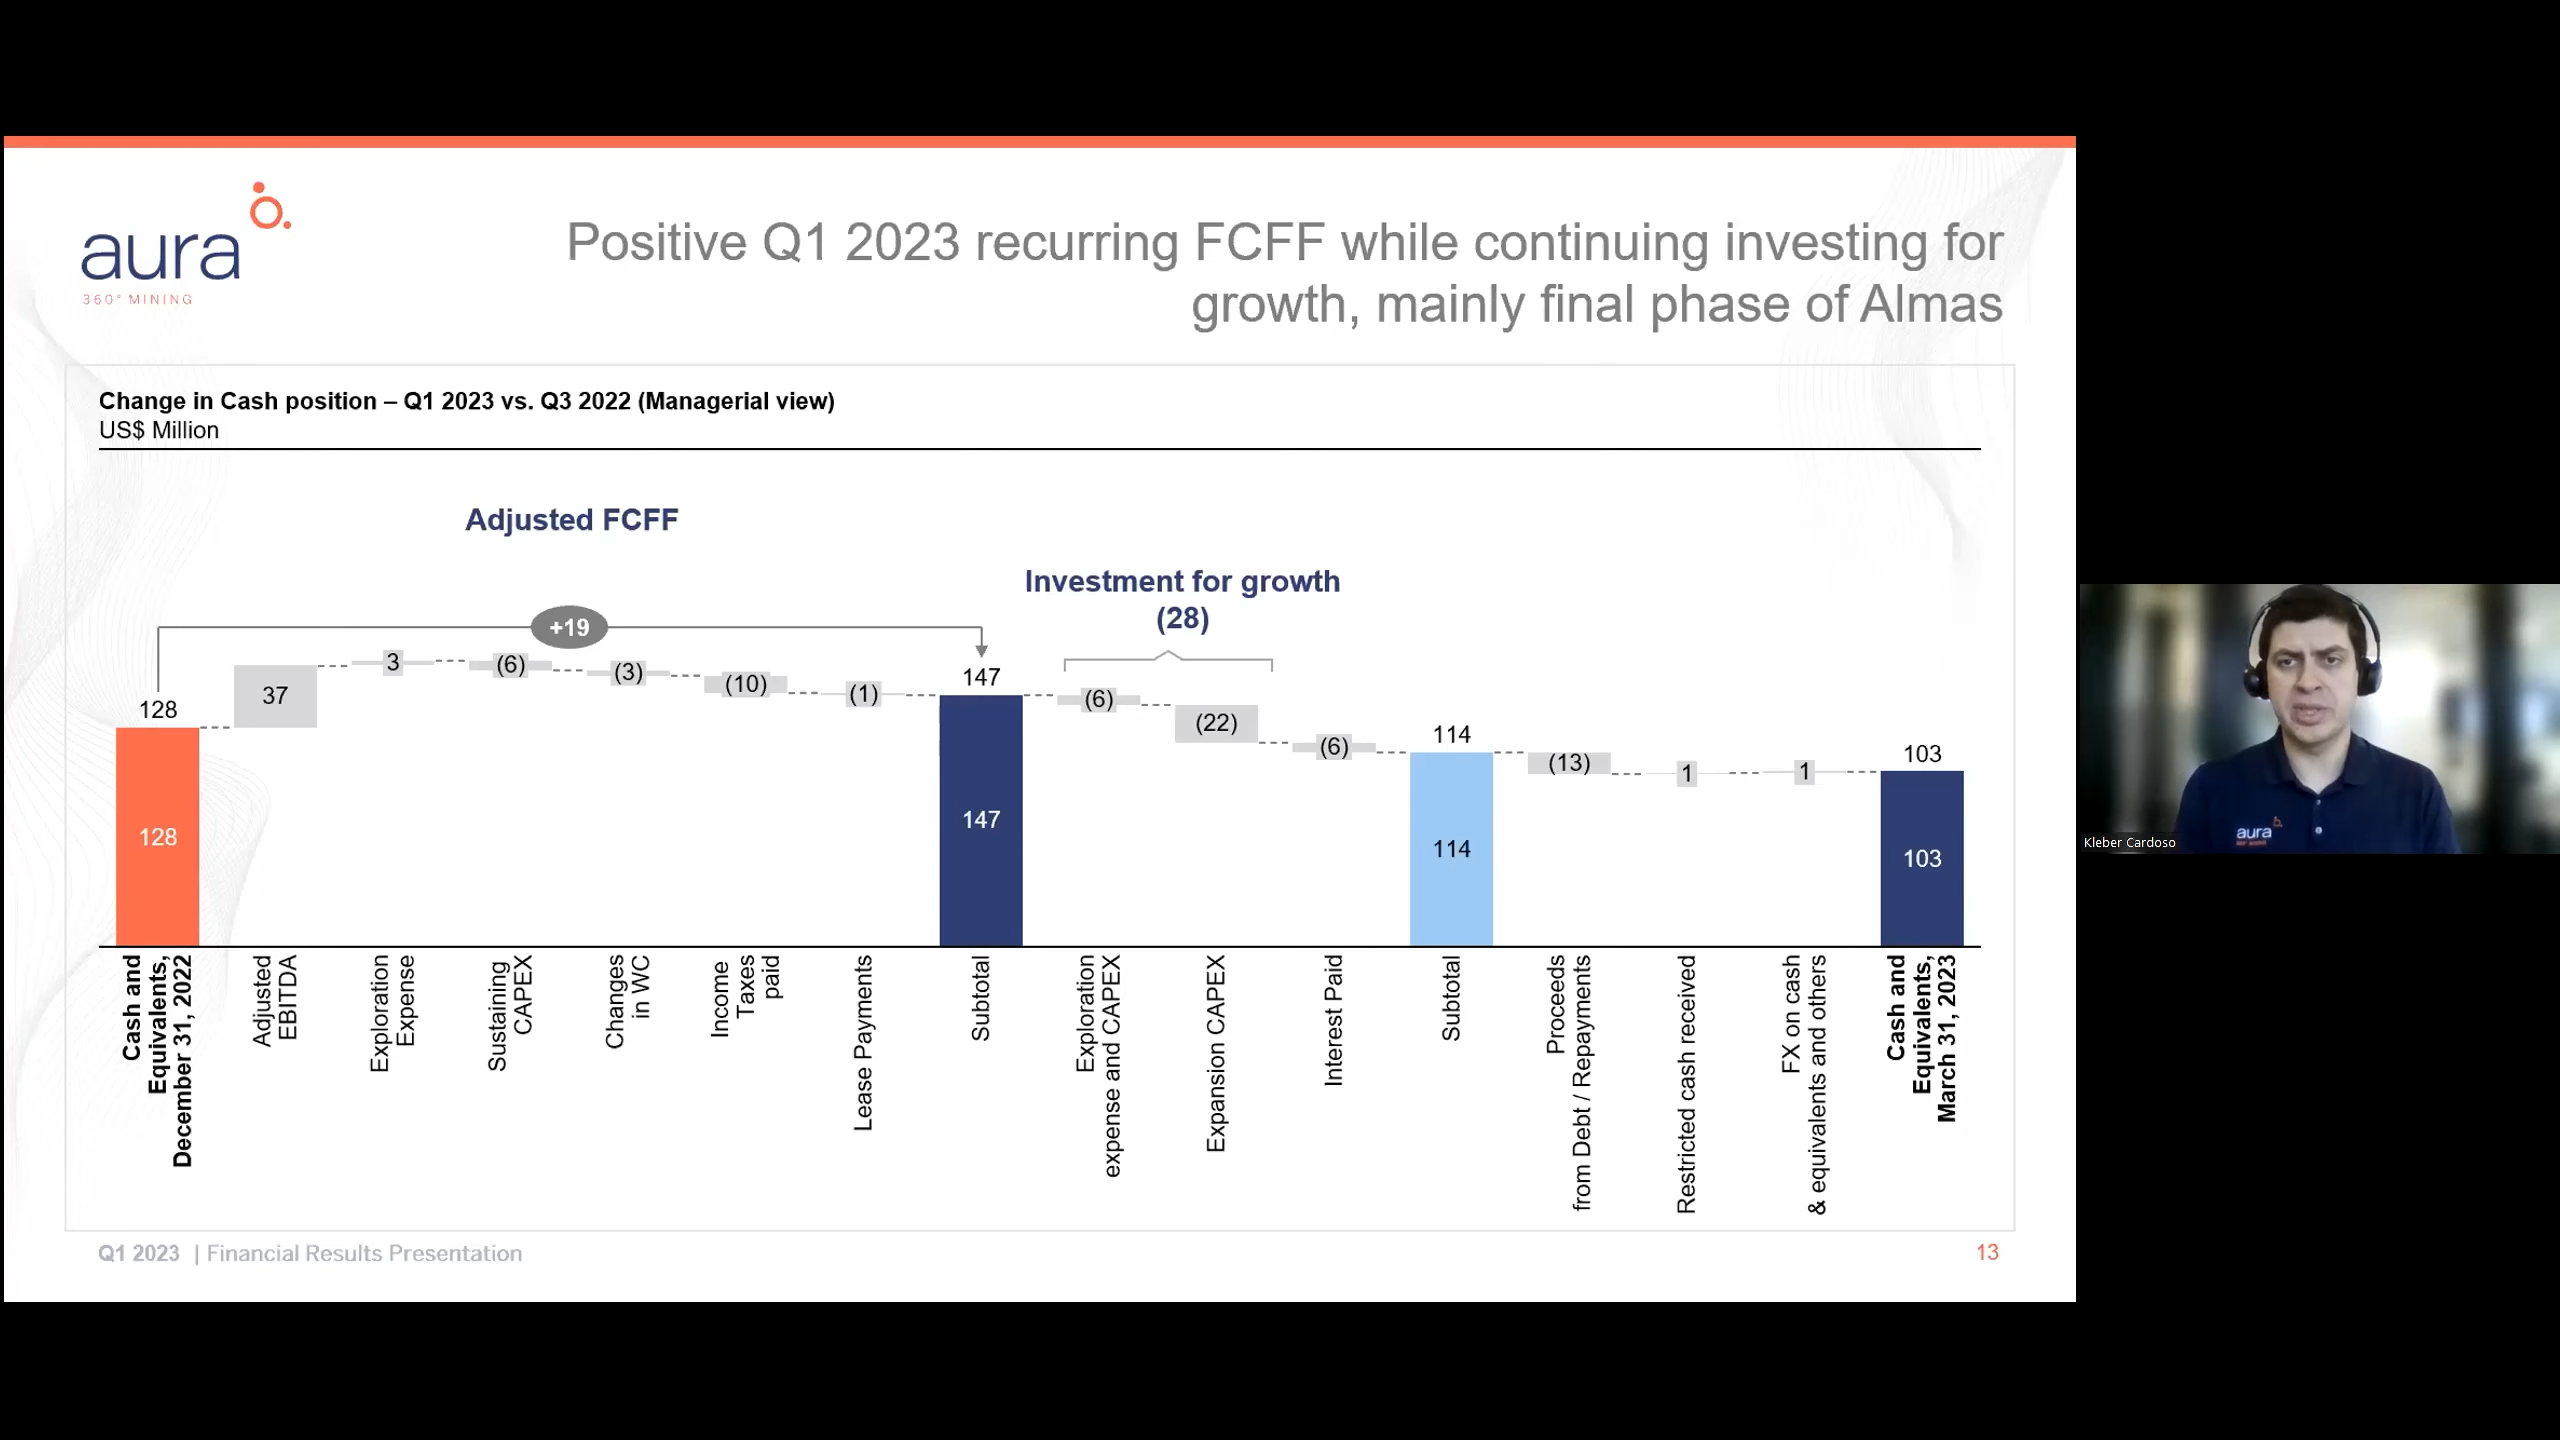 aura
360° MINING
Positive Q1 2023 recurring FCFF while continuing investing for
growth, mainly final phase of Almas
Change in Cash position – Q1 2023 vs. Q3 2022 (Managerial view)
US$ Million
Adjusted FCFF
Investment for growth
(28)
+19
128
37
3
(6)
(3)
(10)
(1)
147
(6)
(22)
(6)
114
(13)
1
1
103
128
147
114
103
Cash and
Equivalents,
December 31, 2022
Adjusted
EBITDA
Exploration
Expense
Sustaining
CAPEX
Changes
in WC
Income
Taxes
paid
Lease Payments
Subtotal
Exploration
expense and CAPEX
Expansion CAPEX
Interest Paid
Subtotal
Proceeds
from Debt / Repayments
Restricted cash received
FX on cash
& equivalents and others
Cash and
Equivalents,
March 31, 2023
Q1 2023 | Financial Results Presentation
13
aura
Kleber Cardoso